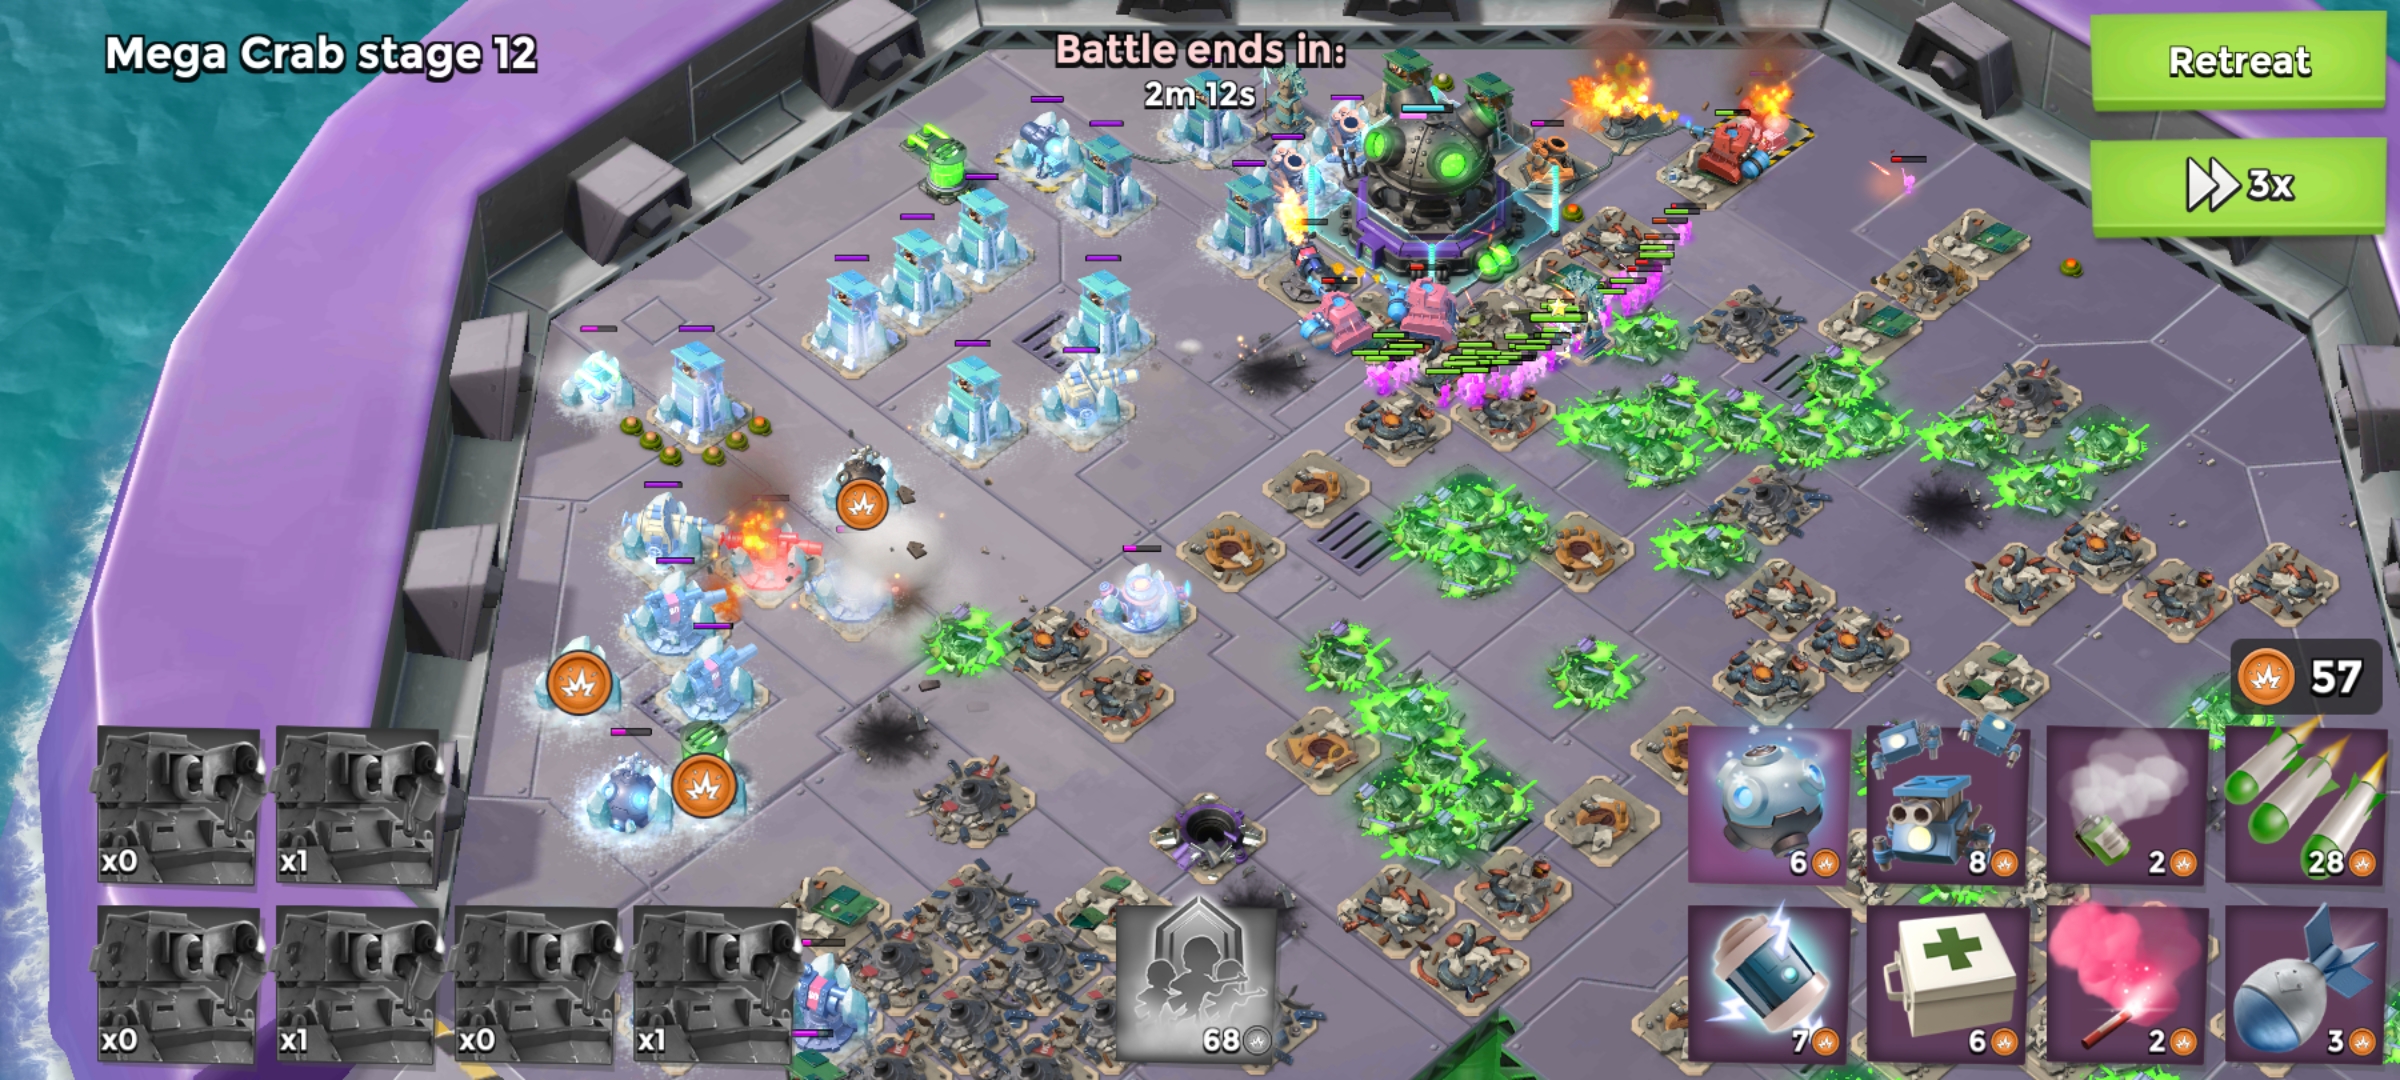 Mega Crab stage 12
Battle ends in:
2m 12s
Retreat
3x
57
6
8
2
28
x0
x1
7
6
2
3
x0
x1
x0
x1
68